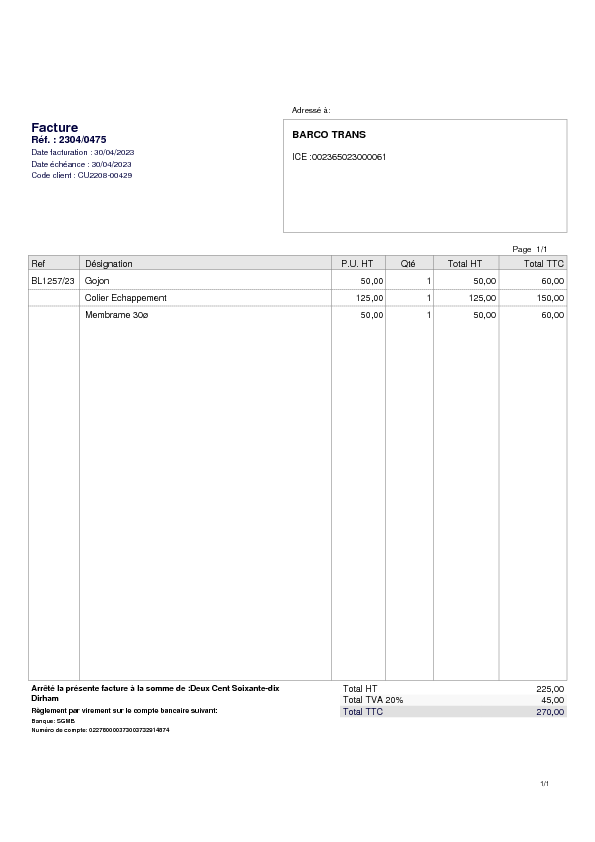 Adressé à:
Facture
Réf. : 2304/0475
Date facturation : 30/04/2023
Date échéance : 30/04/2023
Code client : CU2208-00429
BARCO TRANS
ICE :002365023000061
Page 1/1
Ref Désignation P.U. HT Qté Total HT Total TTC
BL1257/23 Gojon 50,00 1 50,00 60,00
Colier Echappement 125,00 1 125,00 150,00
Membrame 30ø 50,00 1 50,00 60,00
Arrêté la présente facture à la somme de :Deux Cent Soixante-dix
Dirham
Règlement par virement sur le compte bancaire suivant:
Banque: SGMB
Numéro de compte:
Total HT 225,00
Total TVA 20% 45,00
Total TTC 270,00
1/1